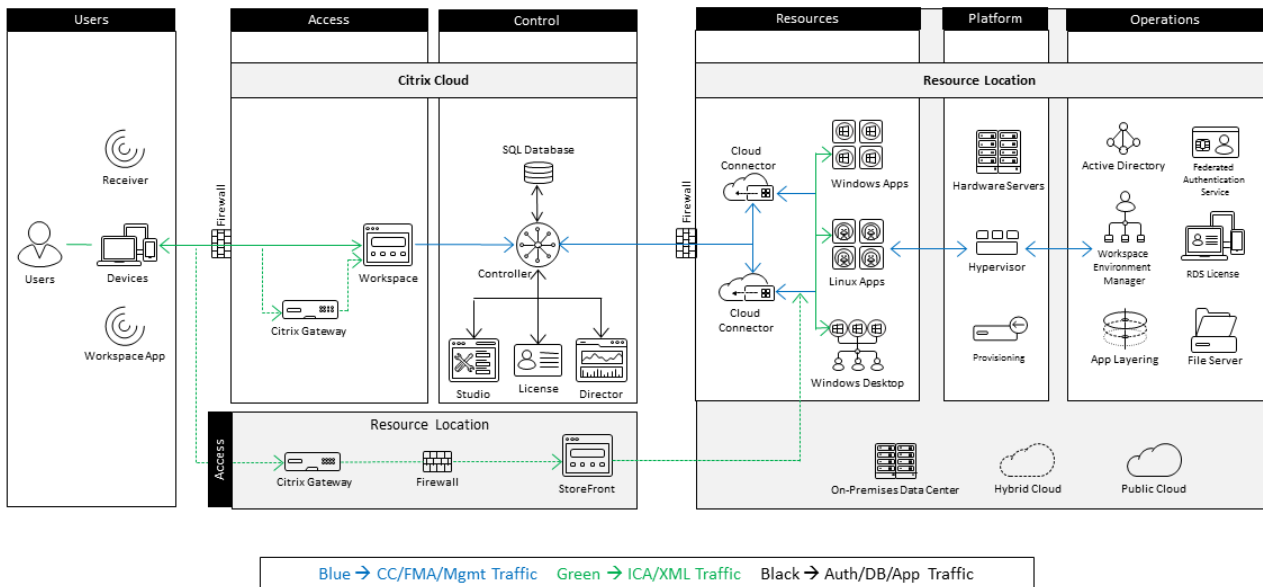 Users
Access
Control
Resources
Platform
Operations
Citrix Cloud
Resource Location
Receiver
Users
Devices
Workspace App
Firewall
Citrix Gateway
Workspace
SQL Database
Controller
Studio
License
Director
Firewall
Cloud
Connector
Cloud
Connector
Windows Apps
Linux Apps
Windows Desktop
Hardware Servers
Hypervisor
Provisioning
Active Directory
Federated
Authentication
Service
Workspace
Environment
Manager
RDS License
App Layering
File Server
Access
Resource Location
Citrix Gateway
Firewall
StoreFront
On-Premises Data Center
Hybrid Cloud
Public Cloud
Blue → CC/FMA/Mgmt Traffic Green → ICA/XML Traffic Black → Auth/DB/App Traffic